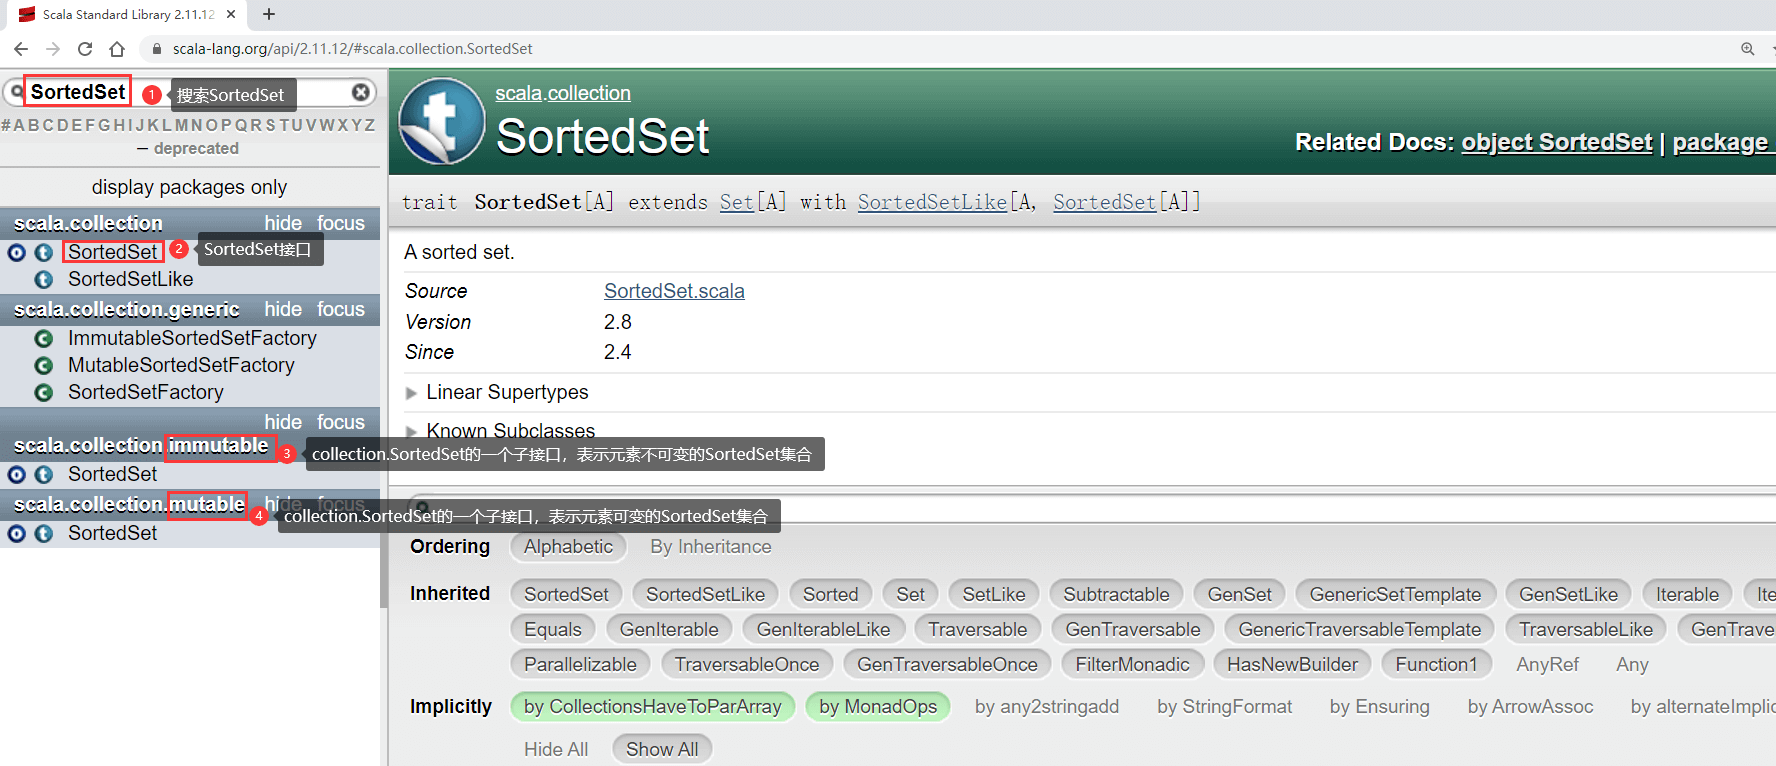 Scala Standard Library 2.11.12
scala-lang.org/api/2.11.12/#scala.collection.SortedSet
SortedSet
1
搜索SortedSet
#ABCDEFGHIJKLMNOPQRSTUVWXYZ
– deprecated
display packages only
scala.collection hide focus
SortedSet
2
SortedSet接口
SortedSetLike
scala.collection.generic hide focus
ImmutableSortedSetFactory
MutableSortedSetFactory
SortedSetFactory
hide focus
scala.collection.immutable
3
collection.SortedSet的一个子接口，表示元素不可变的SortedSet集合
SortedSet
scala.collection.mutable hide focus
4
collection.SortedSet的一个子接口，表示元素可变的SortedSet集合
SortedSet
scala.collection
SortedSet
Related Docs: object SortedSet | package
trait SortedSet[A] extends Set[A] with SortedSetLike[A, SortedSet[A]]
A sorted set.
Source SortedSet.scala
Version 2.8
Since 2.4
Linear Supertypes
Known Subclasses
Ordering Alphabetic By Inheritance
Inherited SortedSet SortedSetLike Sorted Set SetLike Subtractable GenSet GenericSetTemplate GenSetLike Iterable Ite
Equals GenIterable GenIterableLike Traversable GenTraversable GenericTraversableTemplate TraversableLike GenTrave
Parallelizable TraversableOnce GenTraversableOnce FilterMonadic HasNewBuilder Function1 AnyRef Any
Implicitly by CollectionsHaveToParArray by MonadOps by any2stringadd by StringFormat by Ensuring by ArrowAssoc by alternateImplic
Hide All Show All